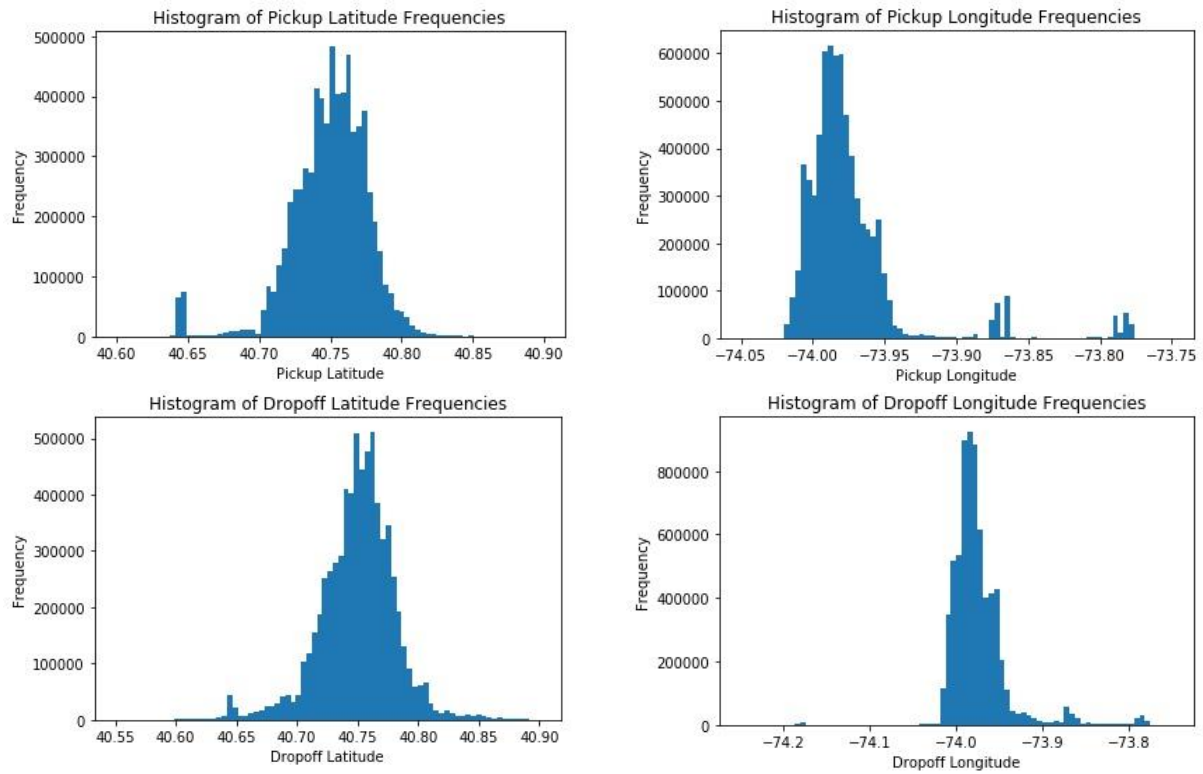 Histogram of Pickup Latitude Frequencies
Frequency
500000
400000
300000
200000
100000
0
40.60 40.65 40.70 40.75 40.80 40.85 40.90
Pickup Latitude
Histogram of Pickup Longitude Frequencies
Frequency
600000
500000
400000
300000
200000
100000
0
−74.05 −74.00 −73.95 −73.90 −73.85 −73.80 −73.75
Pickup Longitude
Histogram of Dropoff Latitude Frequencies
Frequency
500000
400000
300000
200000
100000
0
40.55 40.60 40.65 40.70 40.75 40.80 40.85 40.90
Dropoff Latitude
Histogram of Dropoff Longitude Frequencies
Frequency
800000
600000
400000
200000
0
−74.2 −74.1 −74.0 −73.9 −73.8
Dropoff Longitude